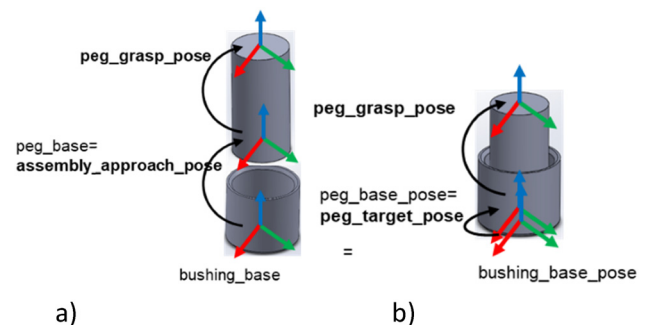 peg_grasp_pose
peg_base=
assembly_approach_pose
bushing_base
a)
peg_grasp_pose
peg_base_pose=
peg_target_pose
=
bushing_base_pose
b)